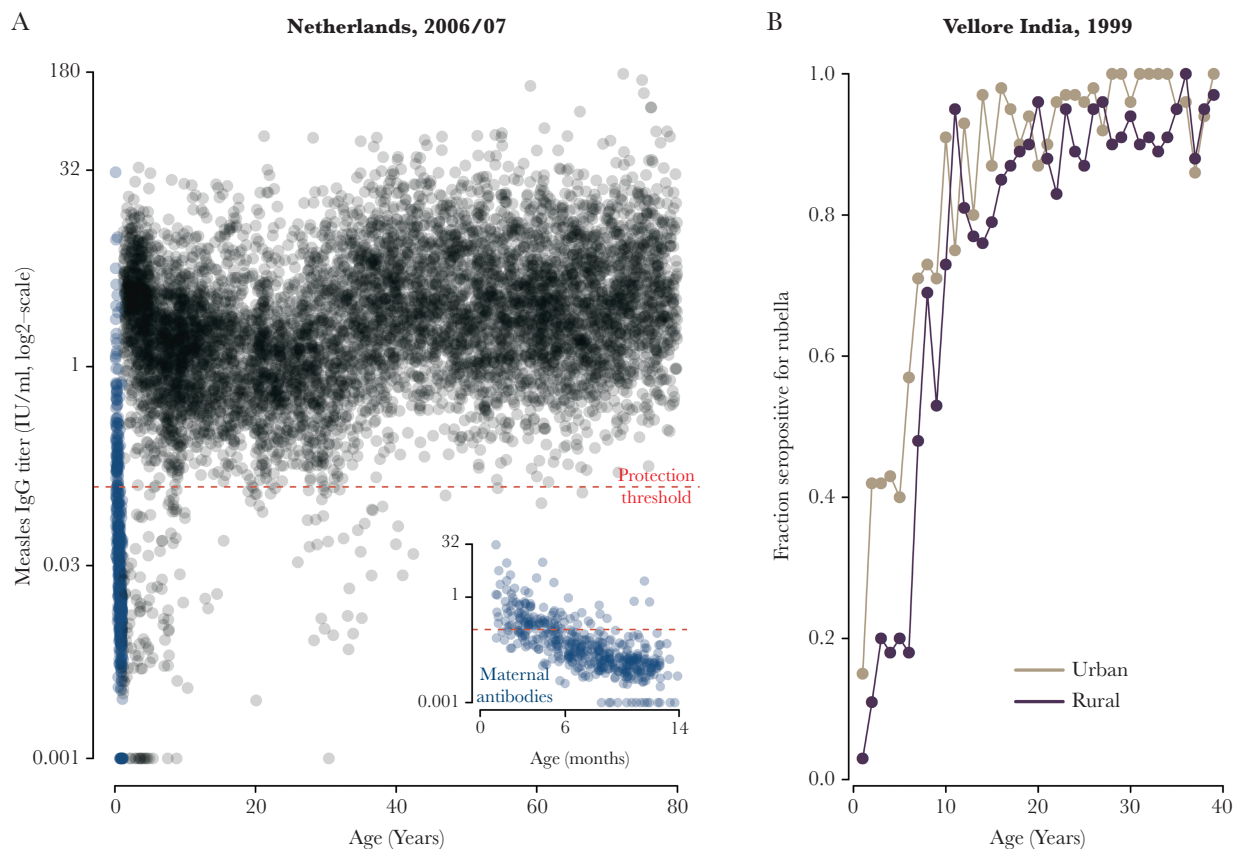 A
Netherlands, 2006/07
180
32
1
0.03
0.001
Measles IgG titer (IU/ml, log2–scale)
Protection
threshold
32
1
0.001
Maternal
antibodies
0
6
14
Age (months)
0
20
40
60
80
Age (Years)
B
Vellore India, 1999
1.0
0.8
0.6
0.4
0.2
0.0
Fraction seropositive for rubella
Urban
Rural
0
10
20
30
40
Age (Years)